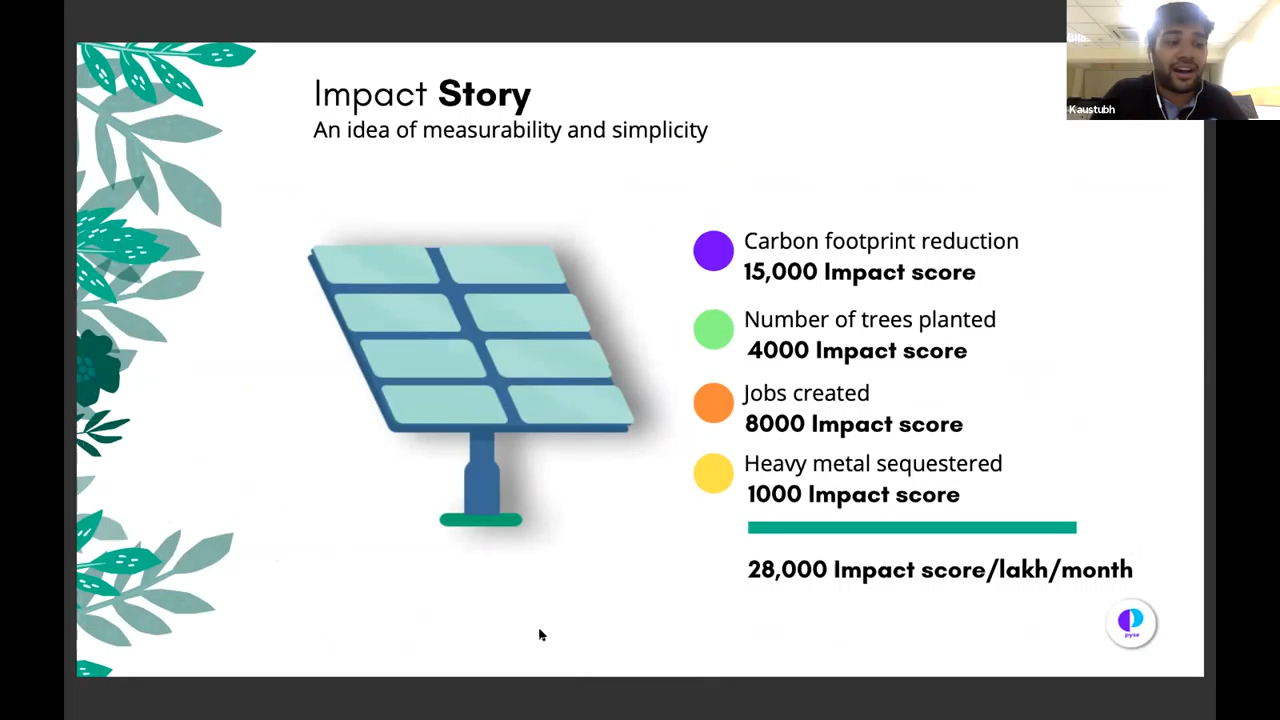 Impact Story
An idea of measurability and simplicity
Kaustubh
Carbon footprint reduction
15,000 Impact score
Number of trees planted
4000 Impact score
Jobs created
8000 Impact score
Heavy metal sequestered
1000 Impact score
28,000 Impact score/lakh/month
pyse